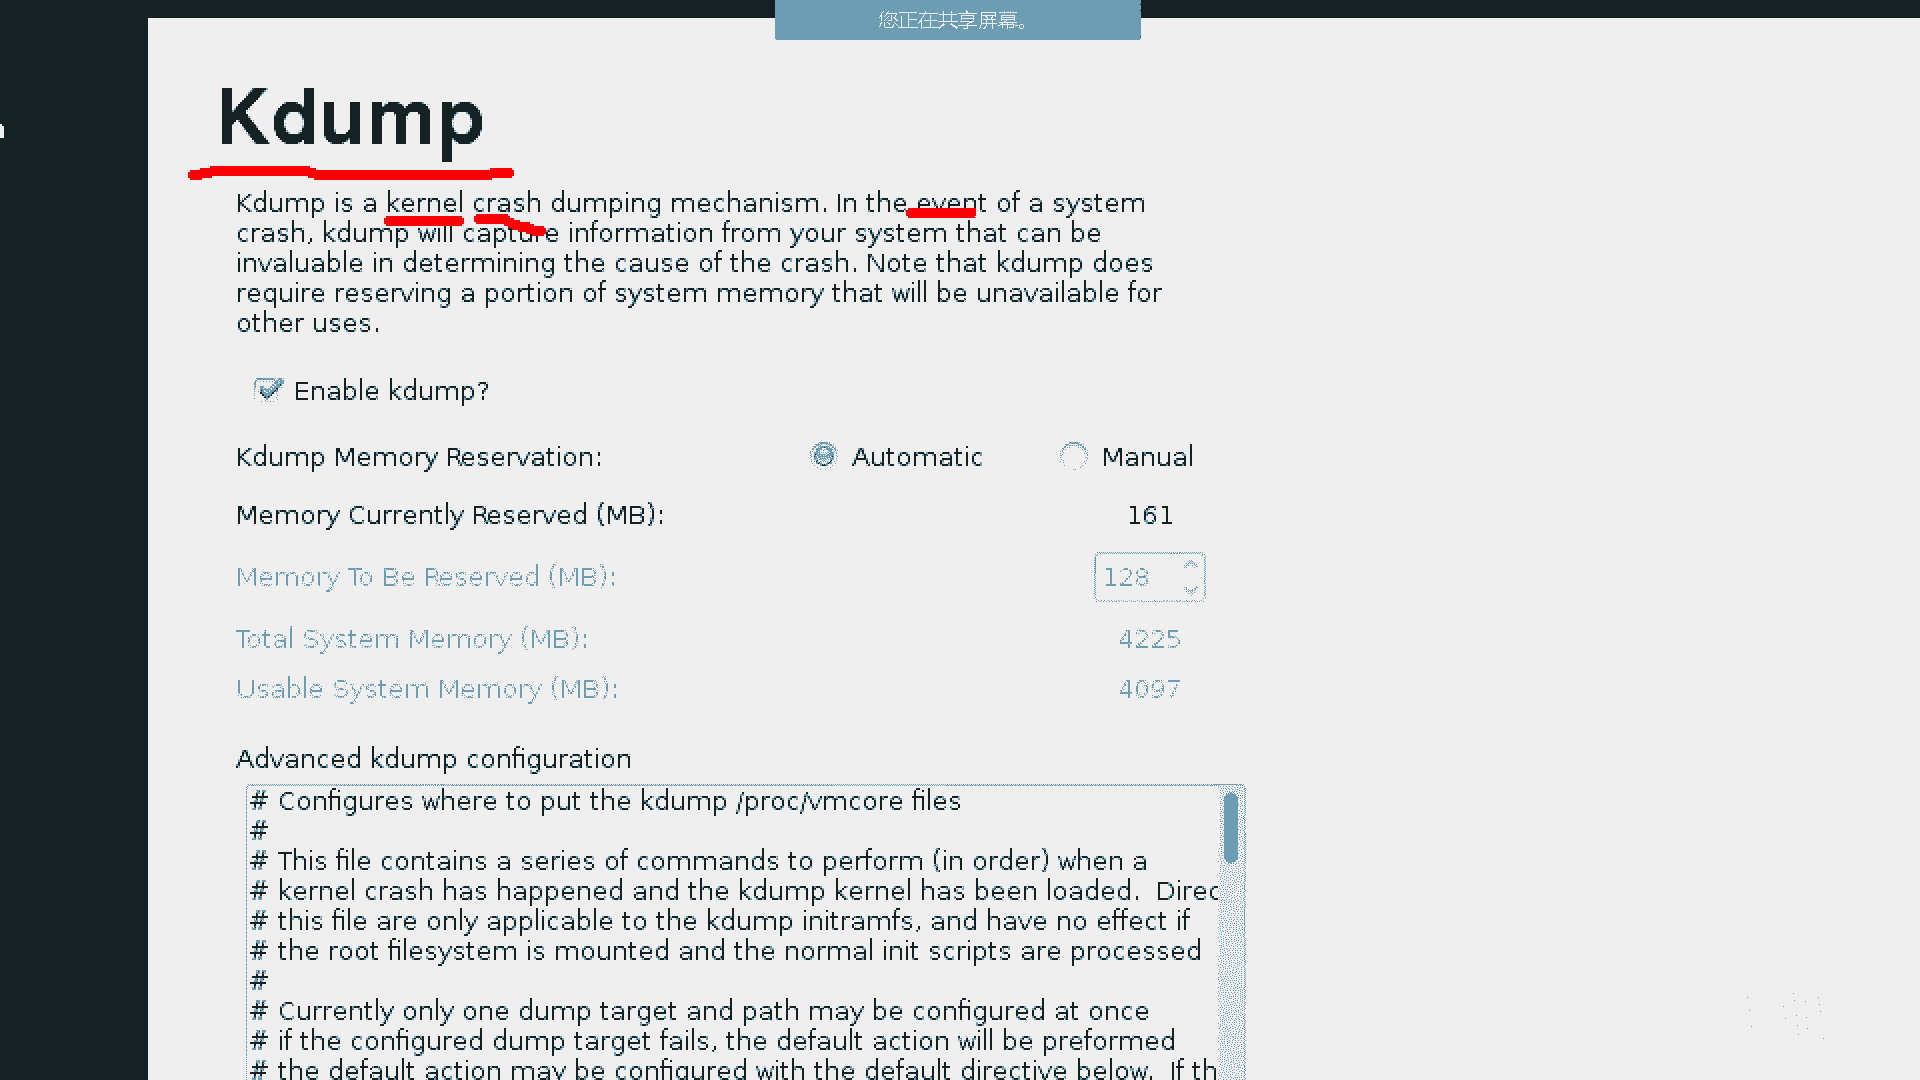 您正在共享屏幕。
Kdump
Kdump is a kernel crash dumping mechanism. In the event of a system
crash, kdump will capture information from your system that can be
invaluable in determining the cause of the crash. Note that kdump does
require reserving a portion of system memory that will be unavailable for
other uses.
Enable kdump?
Kdump Memory Reservation: Automatic Manual
Memory Currently Reserved (MB): 161
Memory To Be Reserved (MB): 128
Total System Memory (MB): 4225
Usable System Memory (MB): 4097
Advanced kdump configuration
# Configures where to put the kdump /proc/vmcore files
#
# This file contains a series of commands to perform (in order) when a
# kernel crash has happened and the kdump kernel has been loaded.  Direc
# this file are only applicable to the kdump initramfs, and have no effect if
# the root filesystem is mounted and the normal init scripts are processed
#
# Currently only one dump target and path may be configured at once
# if the configured dump target fails, the default action will be preformed
# the default action may be configured with the default directive below.  If th